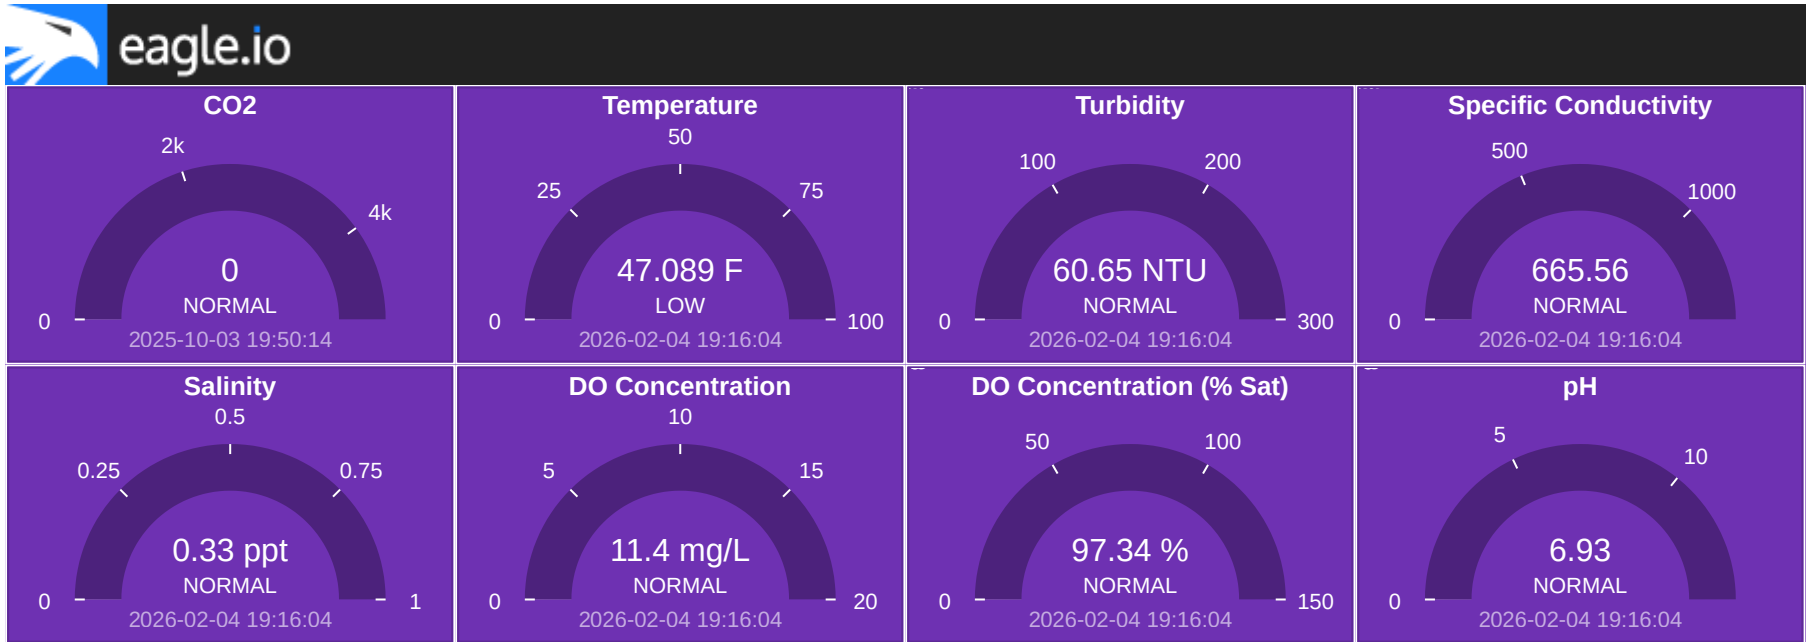 eagle.io
CO2
2k
4k
0
0
NORMAL
2025-10-03 19:50:14
Temperature
50
25
75
47.089 F
LOW
0
100
2026-02-04 19:16:04
Turbidity
100
200
60.65 NTU
NORMAL
0
300
2026-02-04 19:16:04
Specific Conductivity
500
1000
665.56
NORMAL
0
2026-02-04 19:16:04
Salinity
0.5
0.25
0.75
0.33 ppt
NORMAL
0
1
2026-02-04 19:16:04
DO Concentration
10
5
15
11.4 mg/L
NORMAL
0
20
2026-02-04 19:16:04
DO Concentration (% Sat)
50
100
97.34 %
NORMAL
0
150
2026-02-04 19:16:04
pH
5
10
6.93
NORMAL
0
2026-02-04 19:16:04